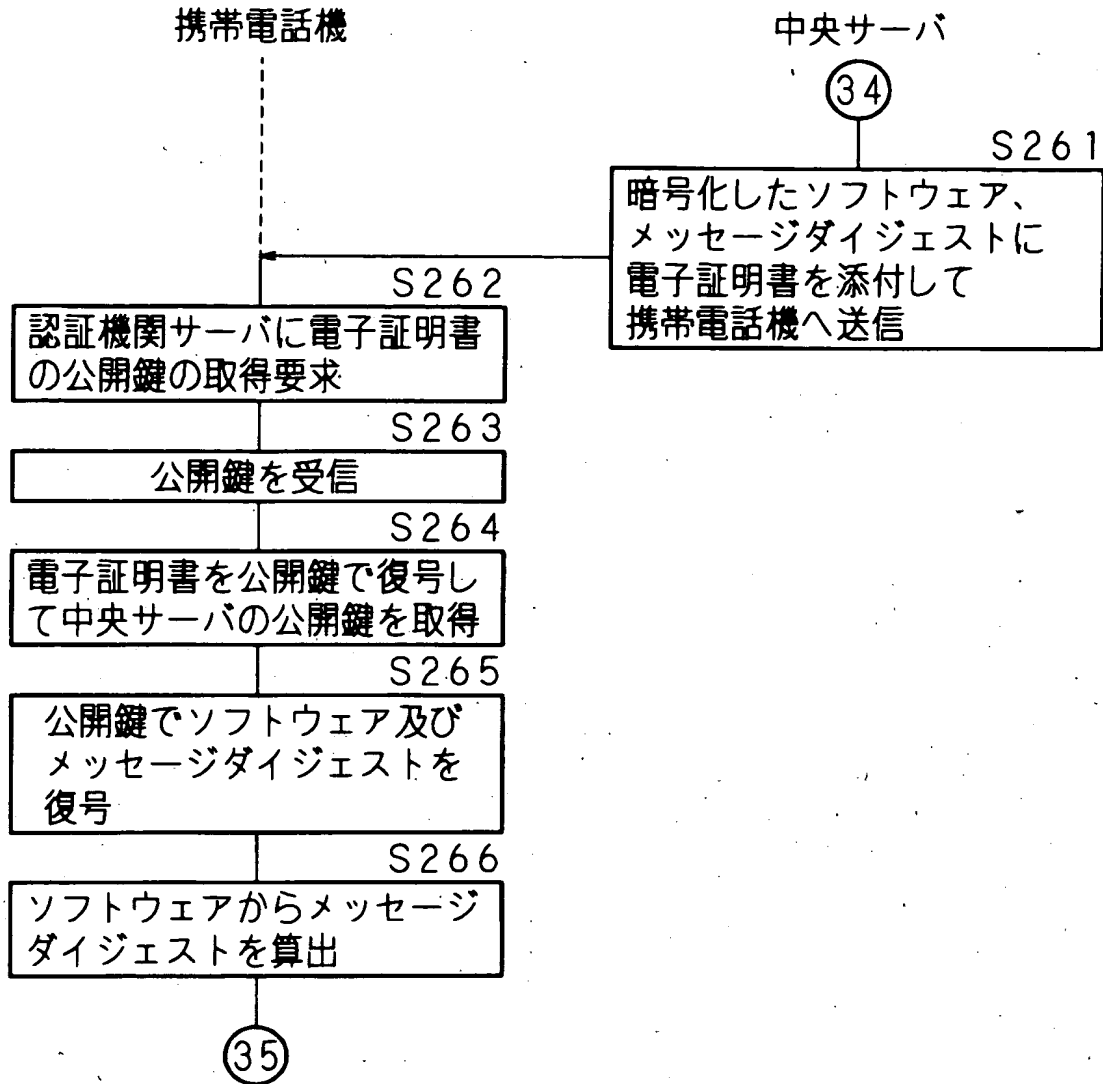 携帯電話機
中央サーバ
34
S261
暗号化したソフトウェア、
メッセージダイジェストに
電子証明書を添付して
携帯電話機へ送信
S262
認証機関サーバに電子証明書
の公開鍵の取得要求
S263
公開鍵を受信
S264
電子証明書を公開鍵で復号し
て中央サーバの公開鍵を取得
S265
公開鍵でソフトウェア及び
メッセージダイジェストを
復号
S266
ソフトウェアからメッセージ
ダイジェストを算出
35